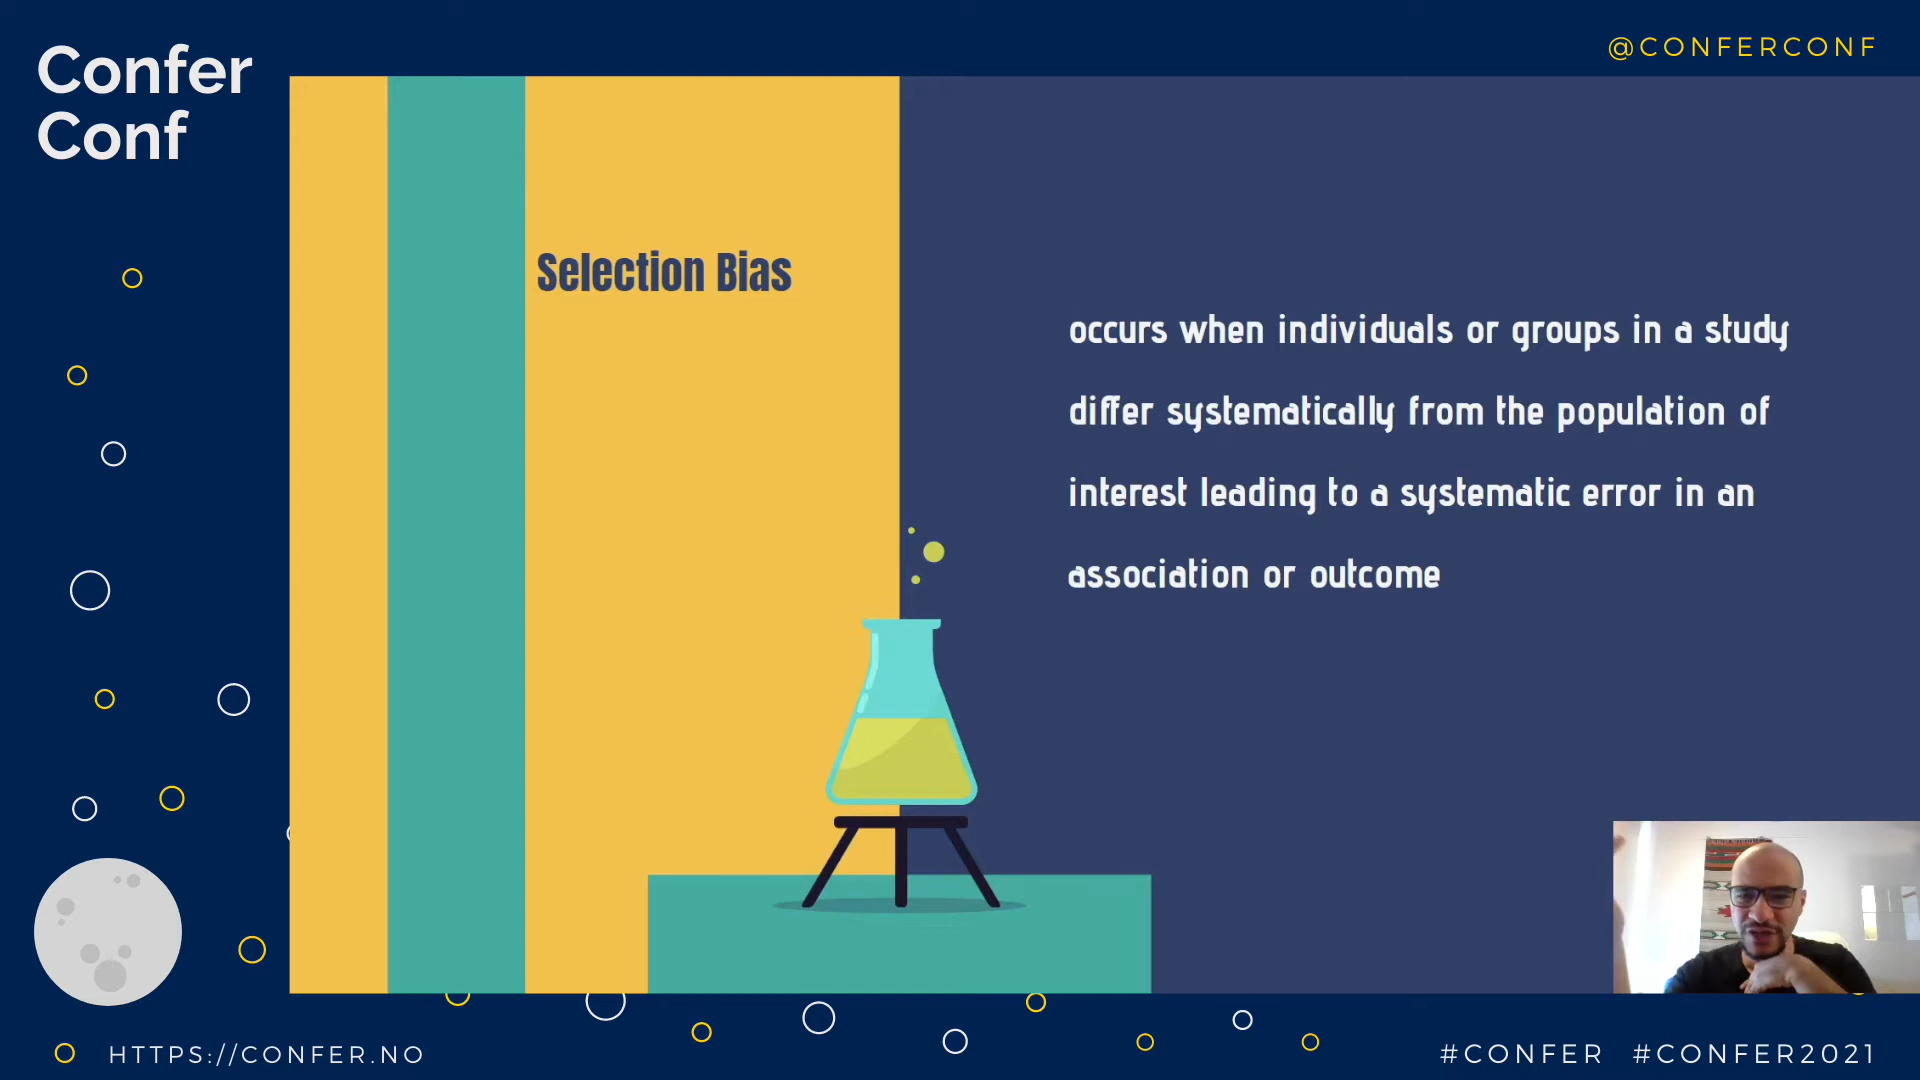 Confer
Conf
@CONFERCONF
Selection Bias
occurs when individuals or groups in a study
differ systematically from the population of
interest leading to a systematic error in an
association or outcome
HTTPS://CONFER.NO
#CONFER #CONFER2021